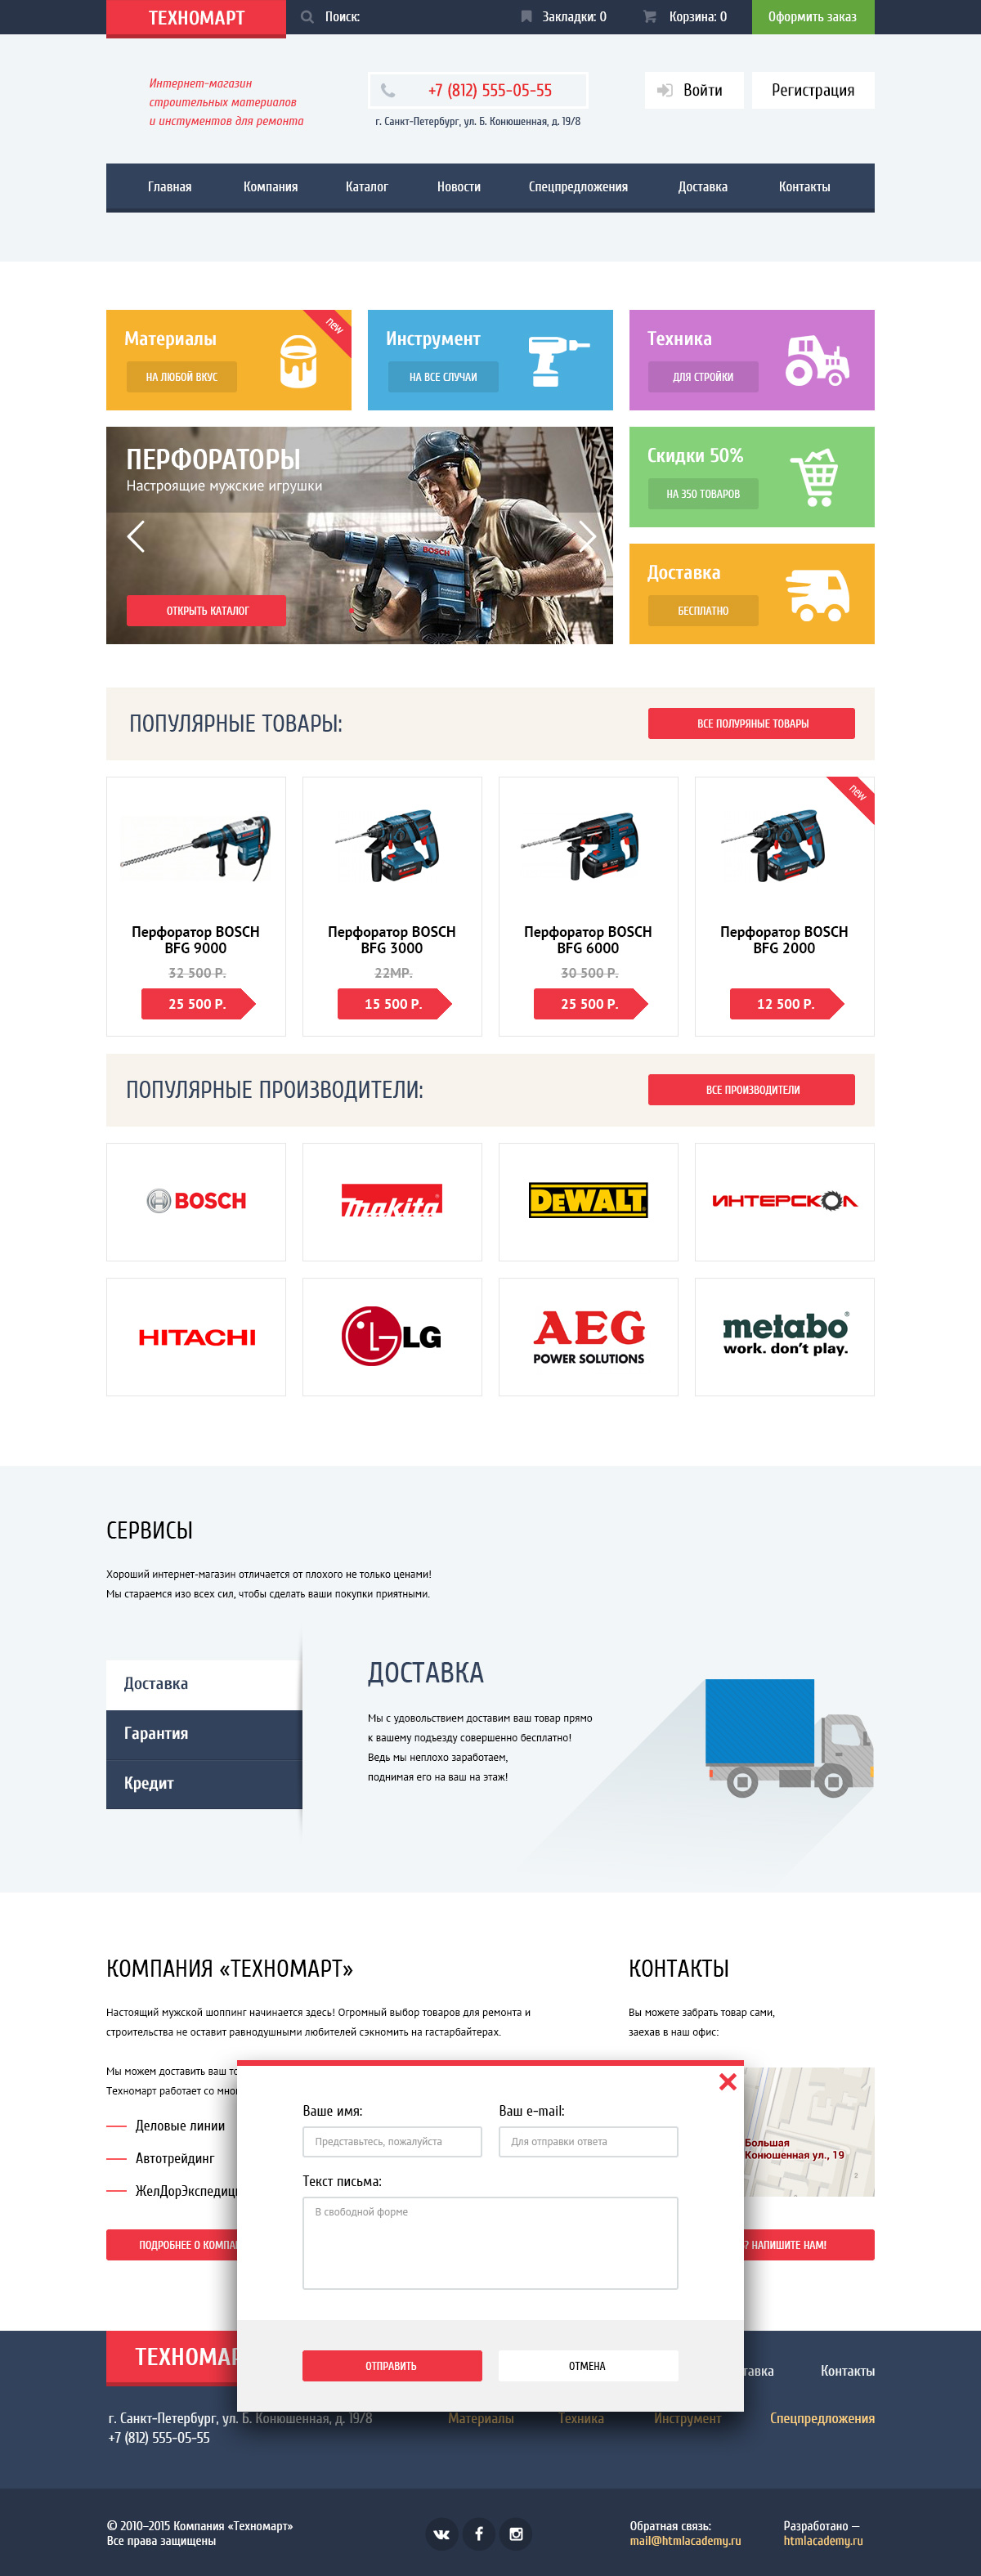 ТЕХНОМАРТ
Поиск:
Закладки: 0
Корзина: 0
Оформить заказ
Интернет-магазин
строительных материалов
и инстументов для ремонта
+7 (812) 555-05-55
г. Санкт-Петербург, ул. Б. Конюшенная, д. 19/8
Войти
Регистрация
Главная
Компания
Каталог
Новости
Спецпредложения
Доставка
Контакты
Материалы
НА ЛЮБОЙ ВКУС
new
Инструмент
НА ВСЕ СЛУЧАИ
Техника
ДЛЯ СТРОЙКИ
ПЕРФОРАТОРЫ
Настроящие мужские игрушки
BOSCH
ОТКРЫТЬ КАТАЛОГ
Скидки 50%
НА 350 ТОВАРОВ
Доставка
БЕСПЛАТНО
ПОПУЛЯРНЫЕ ТОВАРЫ:
ВСЕ ПОЛУРЯНЫЕ ТОВАРЫ
Перфоратор BOSCH
BFG 9000
32 500 Р.
25 500 Р.
Перфоратор BOSCH
BFG 3000
22МР.
15 500 Р.
Перфоратор BOSCH
BFG 6000
30 500 Р.
25 500 Р.
new
Перфоратор BOSCH
BFG 2000
12 500 Р.
ПОПУЛЯРНЫЕ ПРОИЗВОДИТЕЛИ:
ВСЕ ПРОИЗВОДИТЕЛИ
BOSCH
makita
DEWALT
ИНТЕРСКОЛ
HITACHI
LG
AEG
POWER SOLUTIONS
metabo
work. don't play.
СЕРВИСЫ
Хороший интернет-магазин отличается от плохого не только ценами!
Мы стараемся изо всех сил, чтобы сделать ваши покупки приятными.
Доставка
Гарантия
Кредит
ДОСТАВКА
Мы с удовольствием доставим ваш товар прямо
к вашему подъезду совершенно бесплатно!
Ведь мы неплохо заработаем,
поднимая его на ваш на этаж!
КОМПАНИЯ «ТЕХНОМАРТ»
Настоящий мужской шоппинг начинается здесь! Огромный выбор товаров для ремонта и
строительства не оставит равнодушными любителей сэкномить на гастарбайтерах.
Мы можем доставить ваш то
Техномарт работает со мно
Деловые линии
Автотрейдинг
ЖелДорЭкспедици
ПОДРОБНЕЕ О КОМПА
КОНТАКТЫ
Вы можете забрать товар сами,
заехав в наш офис:
Большая
Конюшенная ул., 19
2
? НАПИШИТЕ НАМ!
Ваше имя:
Представьтесь, пожалуйста
Ваш e-mail:
Для отправки ответа
Текст письма:
В свободной форме
ОТПРАВИТЬ
ОТМЕНА
ТЕХНОМАР
тавка
Контакты
г. Санкт-Петербург, ул. Б. Конюшенная, д. 19/8
+7 (812) 555-05-55
Материалы
Техника
Инструмент
Спецпредложения
© 2010–2015 Компания «Техномарт»
Все права защищены
Обратная связь:
mail@htmlacademy.ru
Разработано —
htmlacademy.ru